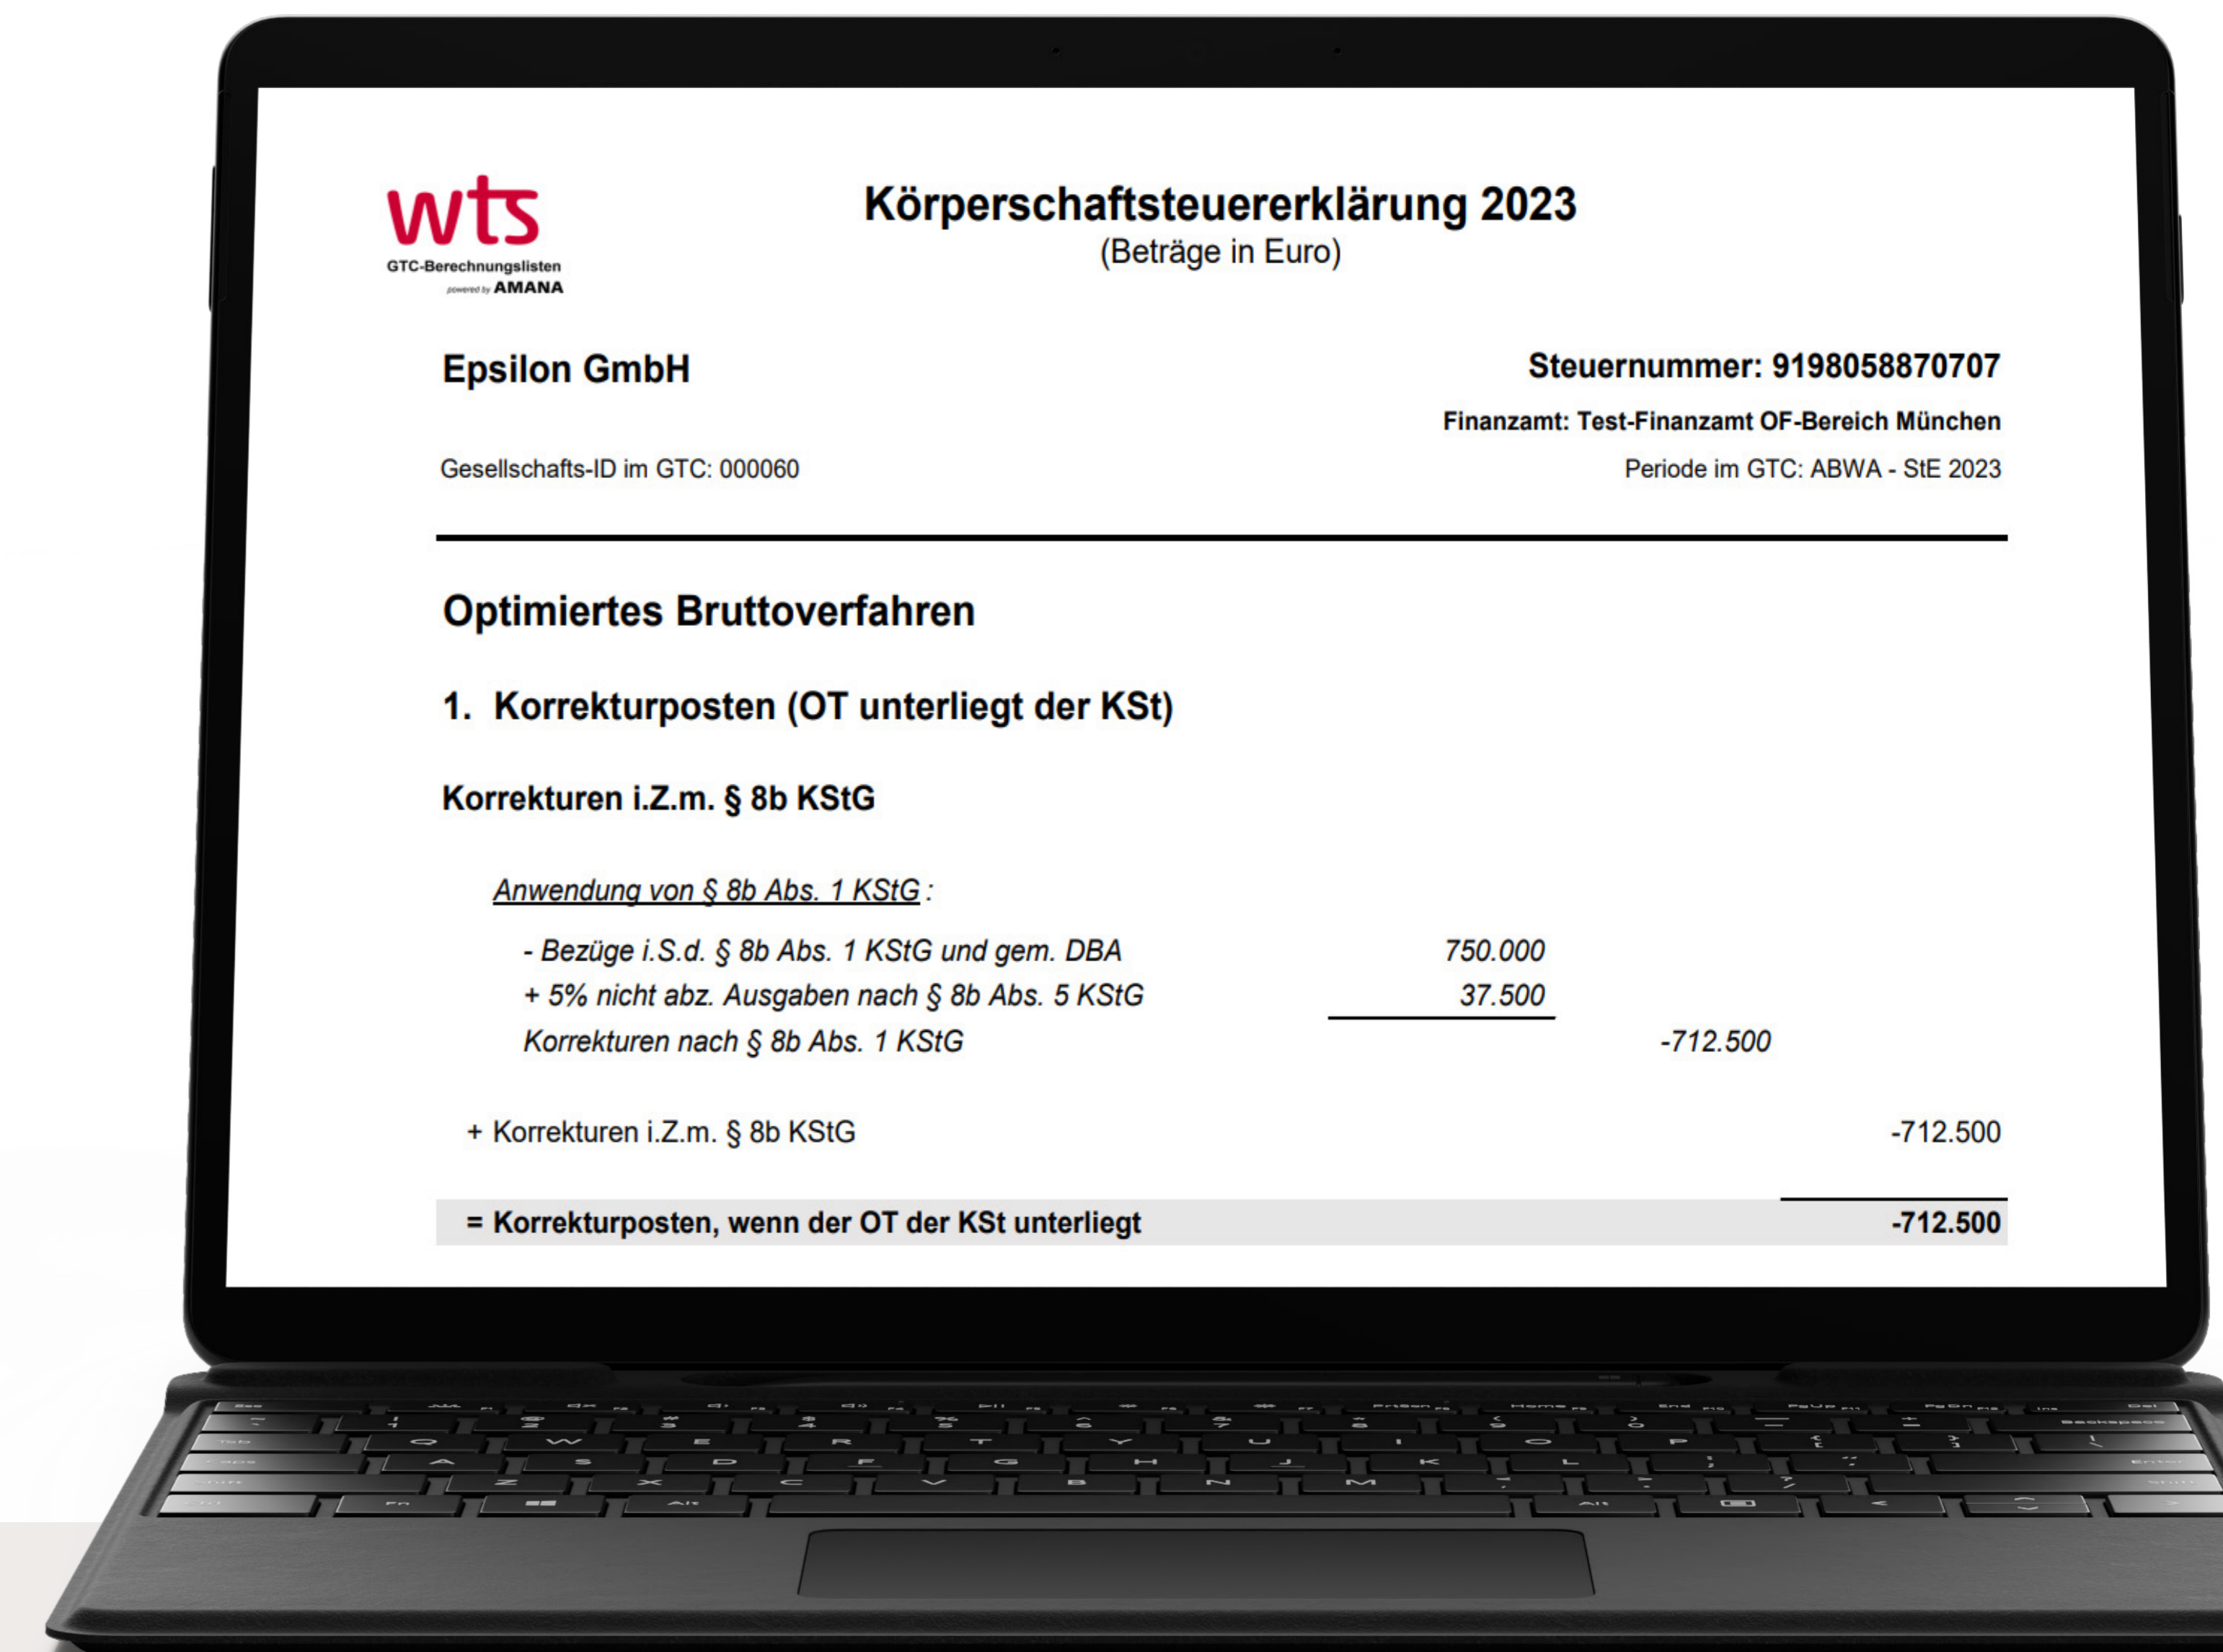 wts
GTC-Berechnungslisten
powered by AMANA
Körperschaftsteuererklärung 2023
(Beträge in Euro)
Epsilon GmbH
Steuernummer: 9198058870707
Finanzamt: Test-Finanzamt OF-Bereich München
Gesellschafts-ID im GTC: 000060
Periode im GTC: ABWA - StE 2023
Optimiertes Bruttoverfahren
1. Korrekturposten (OT unterliegt der KSt)
Korrekturen i.Z.m. § 8b KStG
Anwendung von § 8b Abs. 1 KStG :
- Bezüge i.S.d. § 8b Abs. 1 KStG und gem. DBA 750.000
+ 5% nicht abz. Ausgaben nach § 8b Abs. 5 KStG 37.500
Korrekturen nach § 8b Abs. 1 KStG -712.500
+ Korrekturen i.Z.m. § 8b KStG -712.500
= Korrekturposten, wenn der OT der KSt unterliegt -712.500